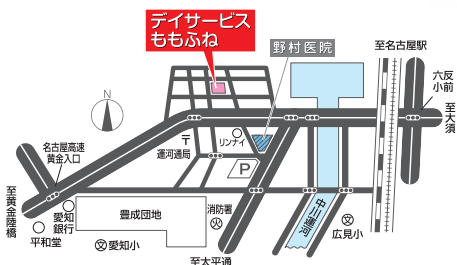 デイサービス
ももふね
野村医院
至名古屋駅
六反
小前
至大須
N
名古屋高速
黄金入口
〒
運河通局
リンナイ
P
至黄金陸橋
愛知
銀行
平和堂
豊成団地
文愛知小
消防署
至太平通
中川運河
文
広見小